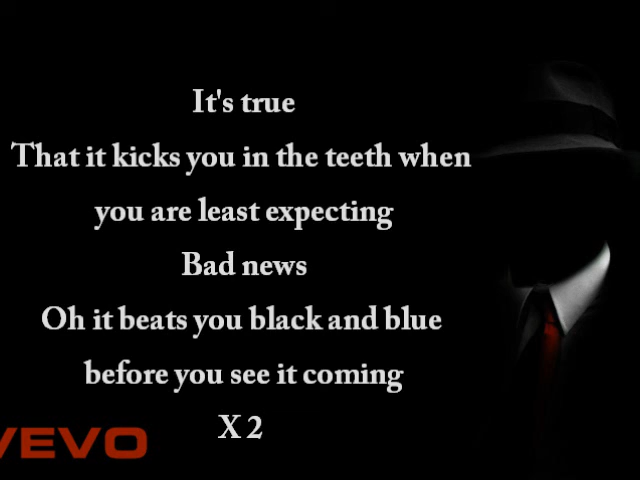 It's true
That it kicks you in the teeth when
you are least expecting
Bad news
Oh it beats you black and blue
before you see it coming
X 2
VEVO